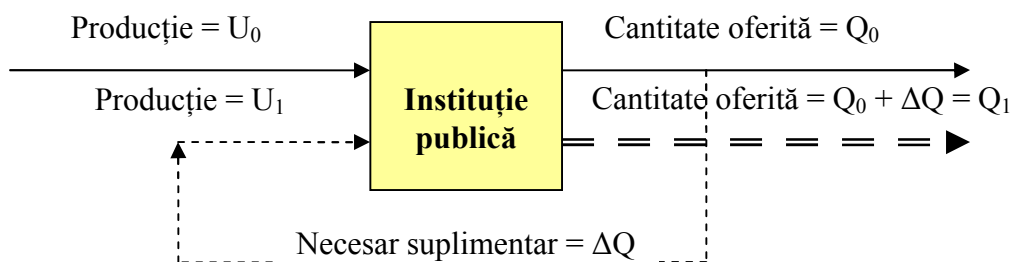 Producție = U₀
Cantitate oferită = Q₀
Producție = U₁
Instituție
publică
Cantitate oferită = Q₀ + ΔQ = Q₁
Necesar suplimentar = ΔQ